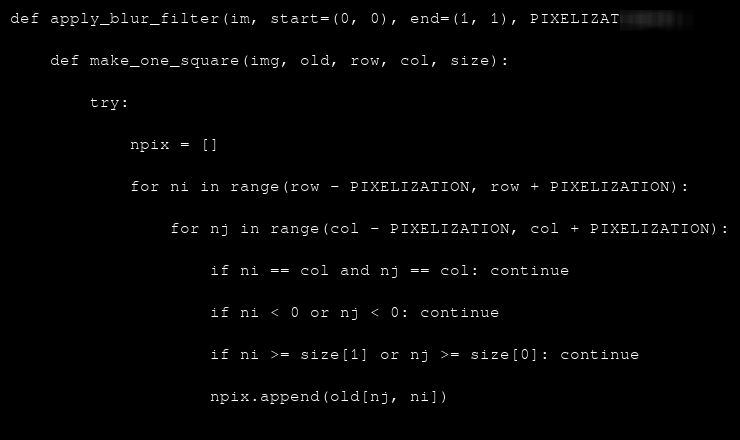 def apply_blur_filter(im, start=(0, 0), end=(1, 1),
    def make_one_square(img, old, row, col, size):
        try:
            npix = []
            for ni in range(row – PIXELIZATION, row + PIXELIZATION):
                for nj in range(col – PIXELIZATION, col + PIXELIZATION):
                    if ni == col and nj == col: continue
                    if ni < 0 or nj < 0: continue
                    if ni >= size[1] or nj >= size[0]: continue
                    npix.append(old[nj, ni])